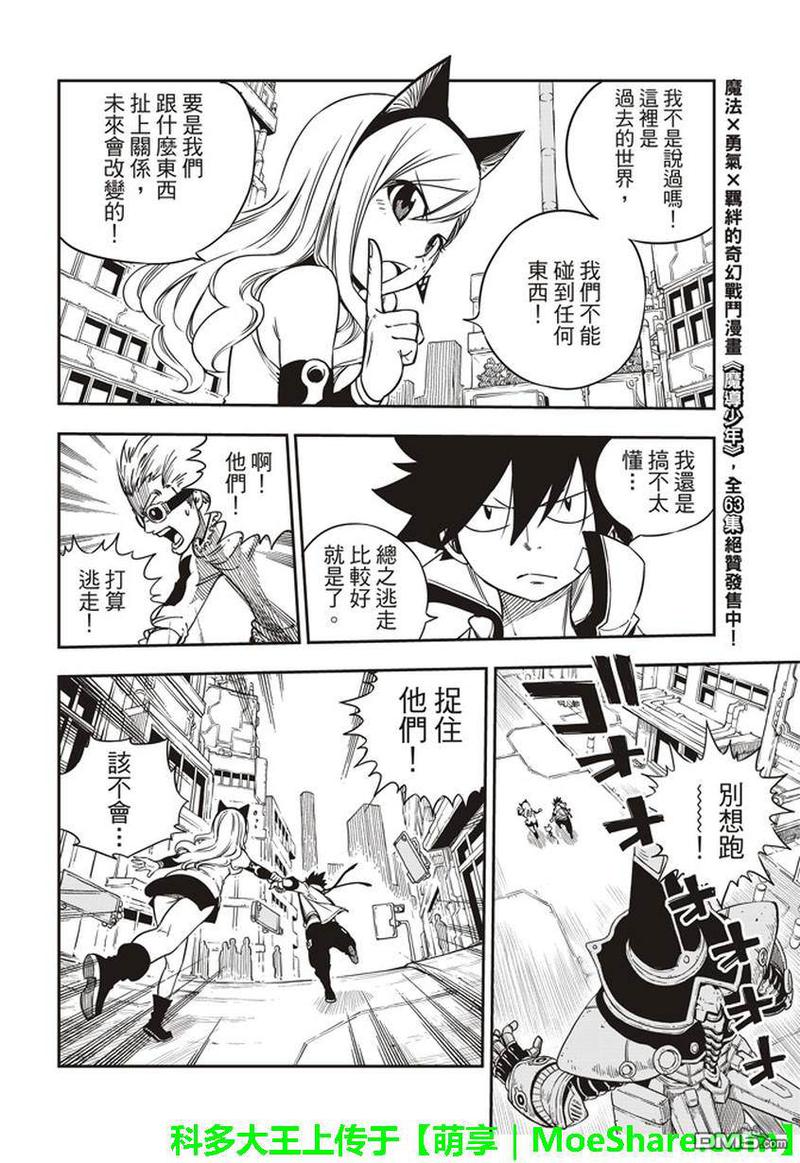 魔法×勇氣×羈絆的奇幻戰鬥漫畫《魔導少年》，全63集絕贊發售中！
我不是說過嗎！
這裡是
過去的世界，
我們不能
碰到任何
東西！
要是我們
跟什麼東西
扯上關係，
未來會改變的！
我還是
搞不太
懂…
總之逃走
比較好
就是了。
啊！
他們！
打算
逃走！
ゴオオ
別想跑
~~~~！
オオオオ
捉住
他們！
該不會…
科多大王上传于【萌享｜MoeShare.com】
DM5.com